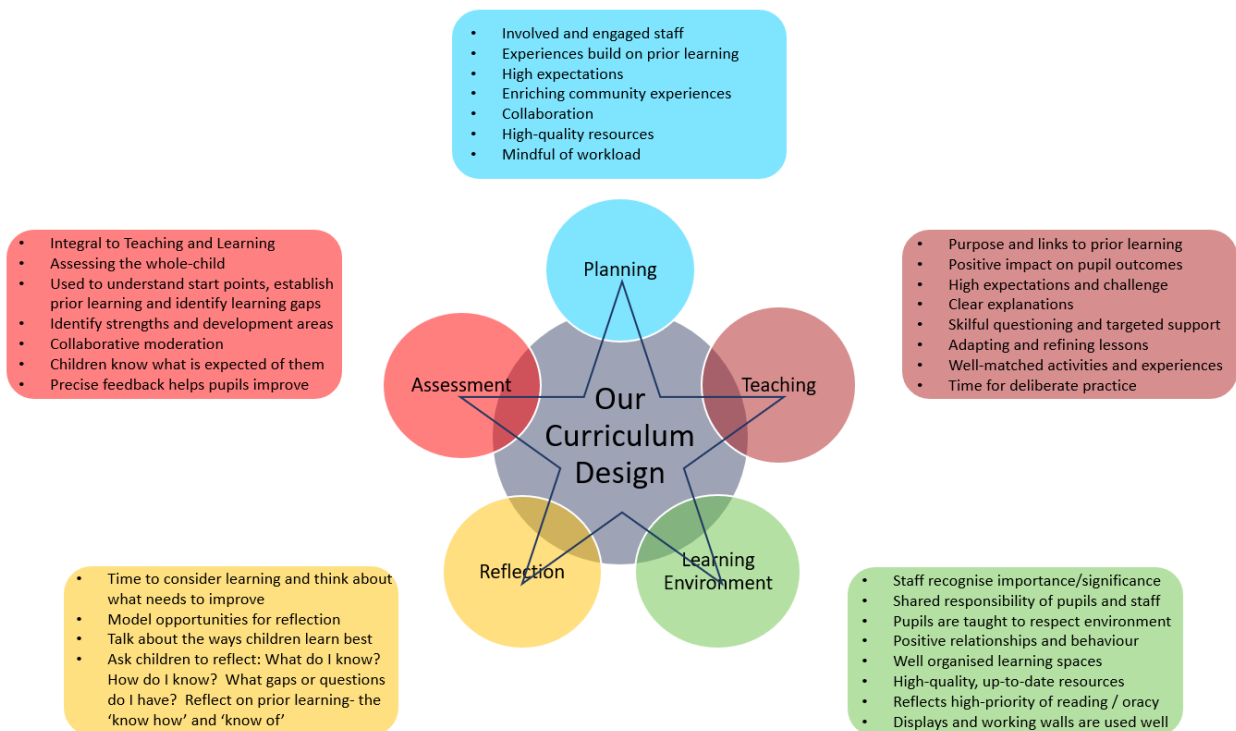 • Involved and engaged staff
• Experiences build on prior learning
• High expectations
• Enriching community experiences
• Collaboration
• High-quality resources
• Mindful of workload
• Integral to Teaching and Learning
• Assessing the whole-child
• Used to understand start points, establish
prior learning and identify learning gaps
• Identify strengths and development areas
• Collaborative moderation
• Children know what is expected of them
• Precise feedback helps pupils improve
Planning
Assessment
Teaching
Our
Curriculum
Design
Reflection
Learning
Environment
• Purpose and links to prior learning
• Positive impact on pupil outcomes
• High expectations and challenge
• Clear explanations
• Skilful questioning and targeted support
• Adapting and refining lessons
• Well-matched activities and experiences
• Time for deliberate practice
• Time to consider learning and think about
what needs to improve
• Model opportunities for reflection
• Talk about the ways children learn best
• Ask children to reflect: What do I know?
How do I know? What gaps or questions
do I have? Reflect on prior learning- the
‘know how’ and ‘know of’
• Staff recognise importance/significance
• Shared responsibility of pupils and staff
• Pupils are taught to respect environment
• Positive relationships and behaviour
• Well organised learning spaces
• High-quality, up-to-date resources
• Reflects high-priority of reading / oracy
• Displays and working walls are used well